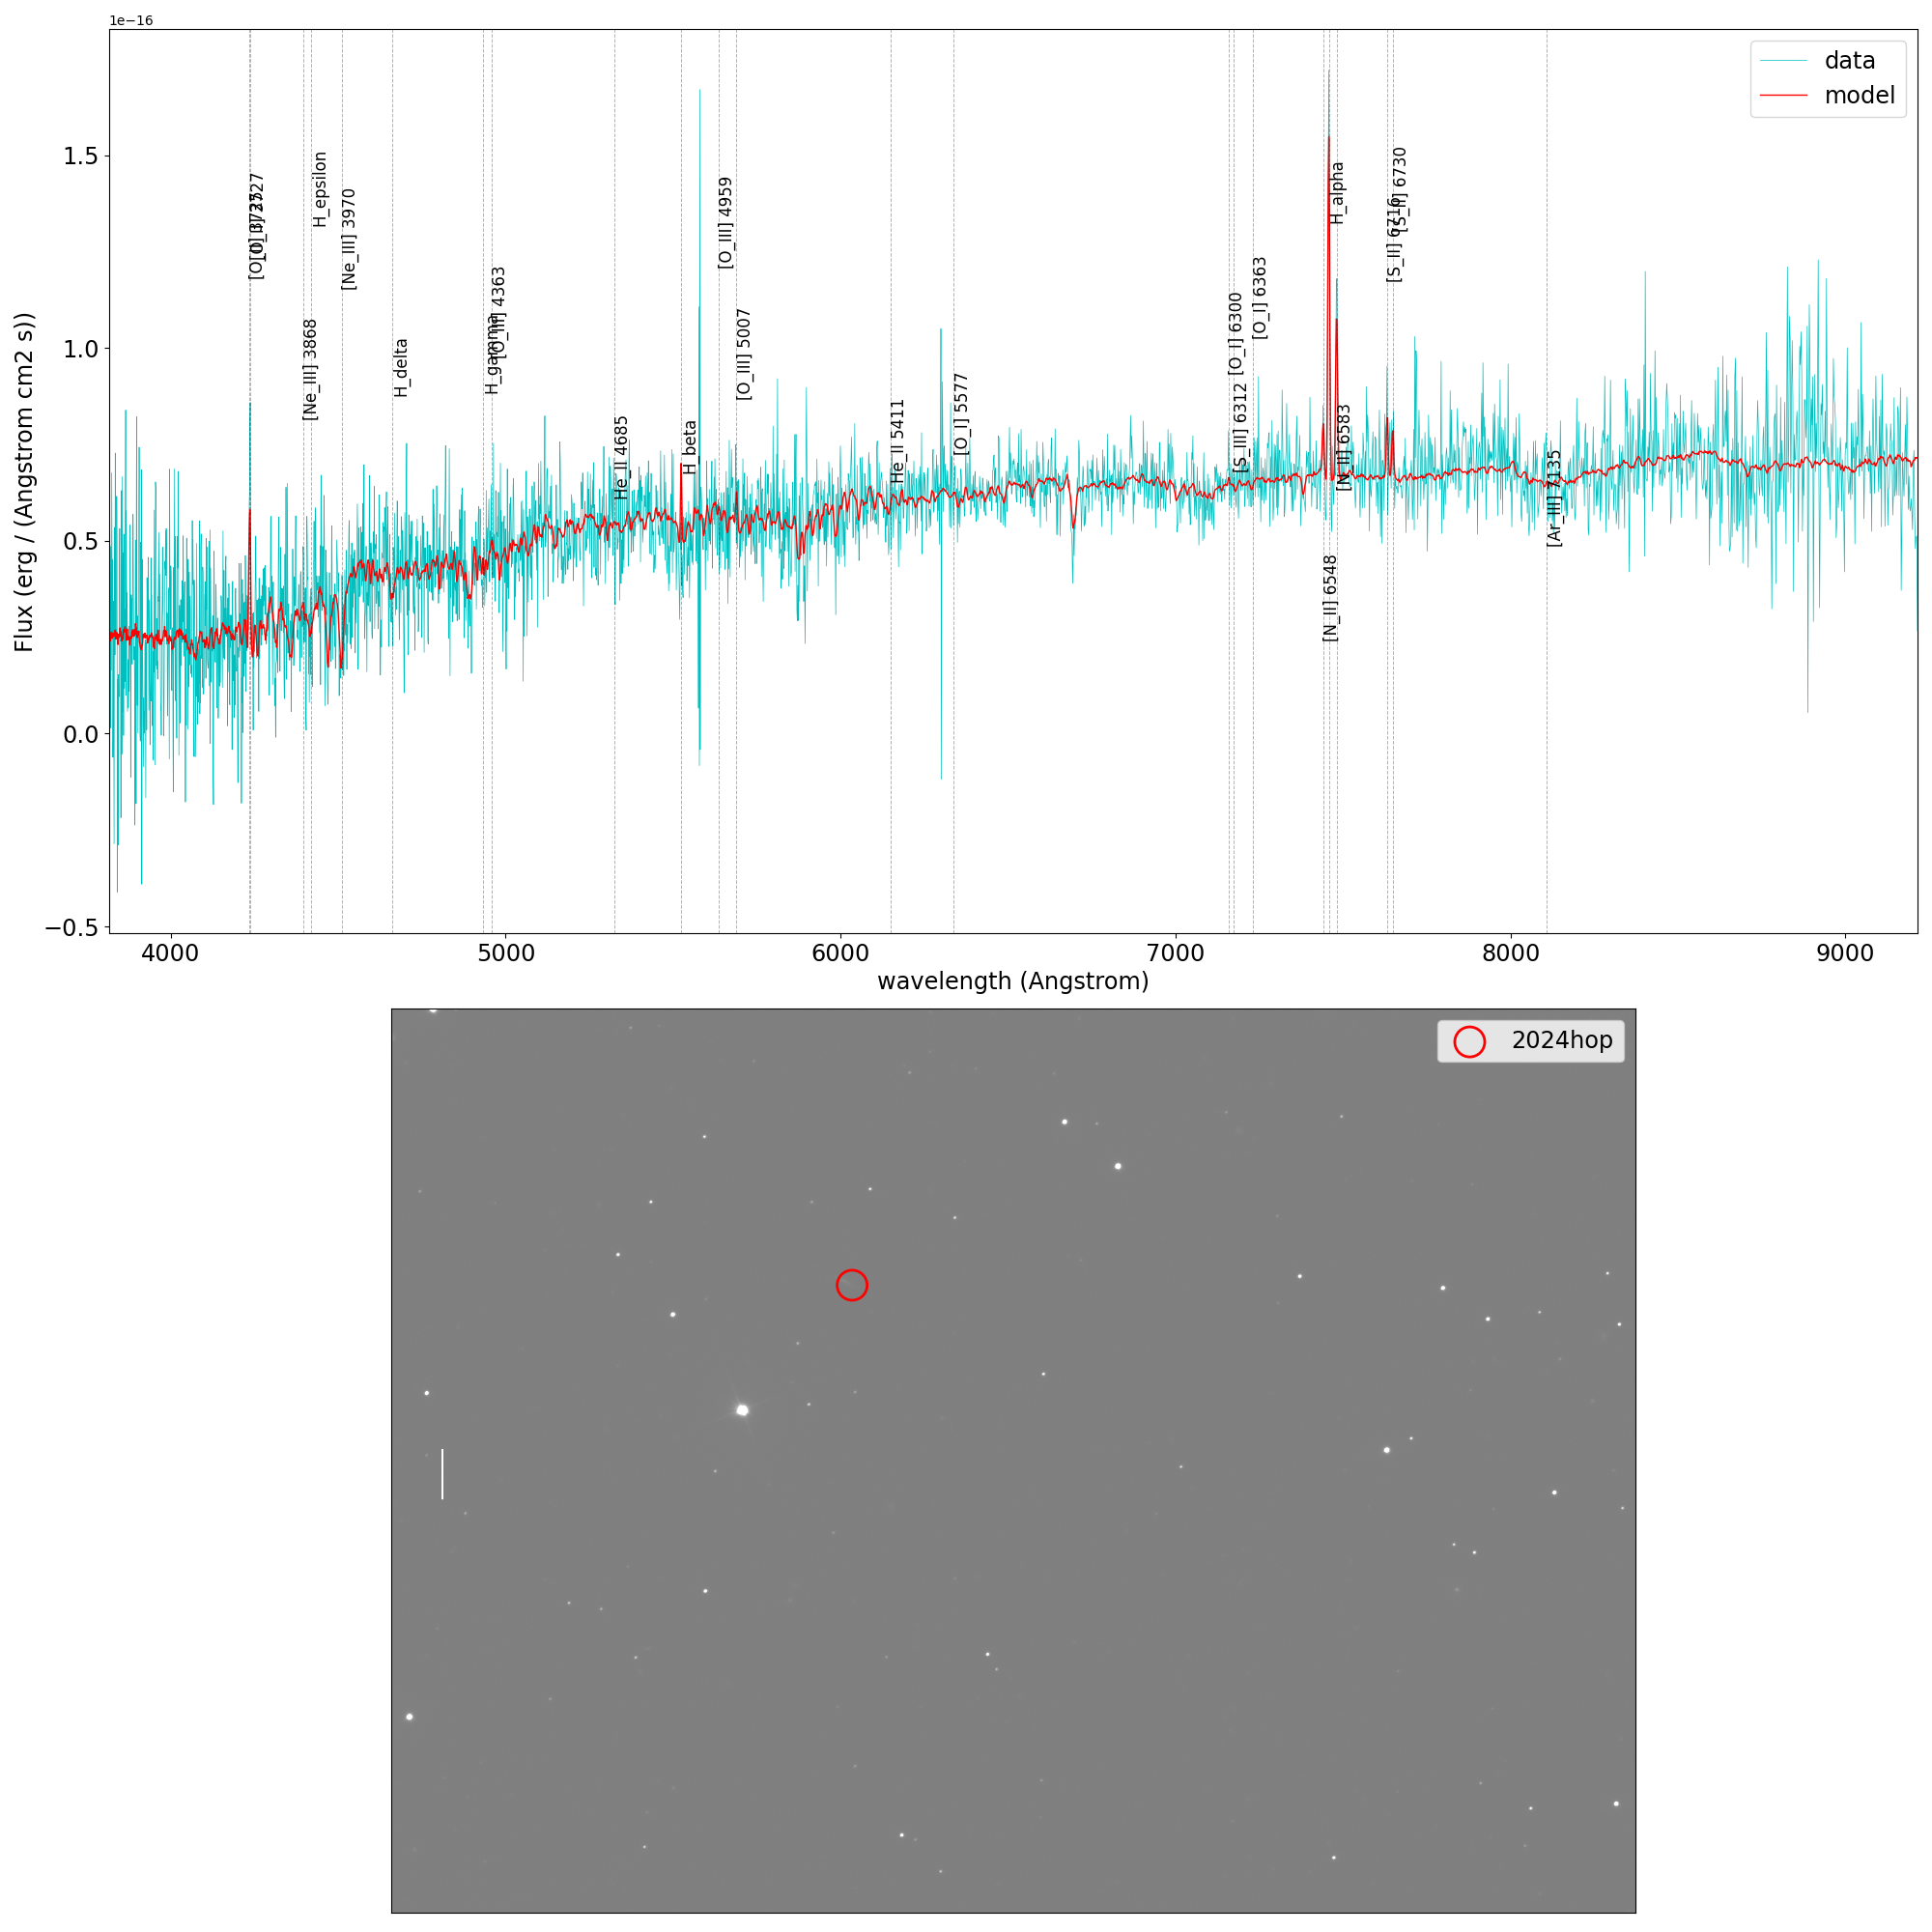 1e−16
data
model
1.5
1.0
0.5
0.0
−0.5
Flux (erg / (Angstrom cm2 s))
[O_II] 3727
H_epsilon
[Ne_III] 3970
[Ne_III] 3868
H_delta
H_gamma
[O_III] 4363
He_II 4685
H_beta
[O_III] 4959
[O_III] 5007
He_II 5411
[O_I] 5577
[O_I] 6300
[S_III] 6312
[O_I] 6363
[N_II] 6548
H_alpha
[N_II] 6583
[S_II] 6716
[S_II] 6730
[Ar_III] 7135
4000 5000 6000 7000 8000 9000
wavelength (Angstrom)
2024hop